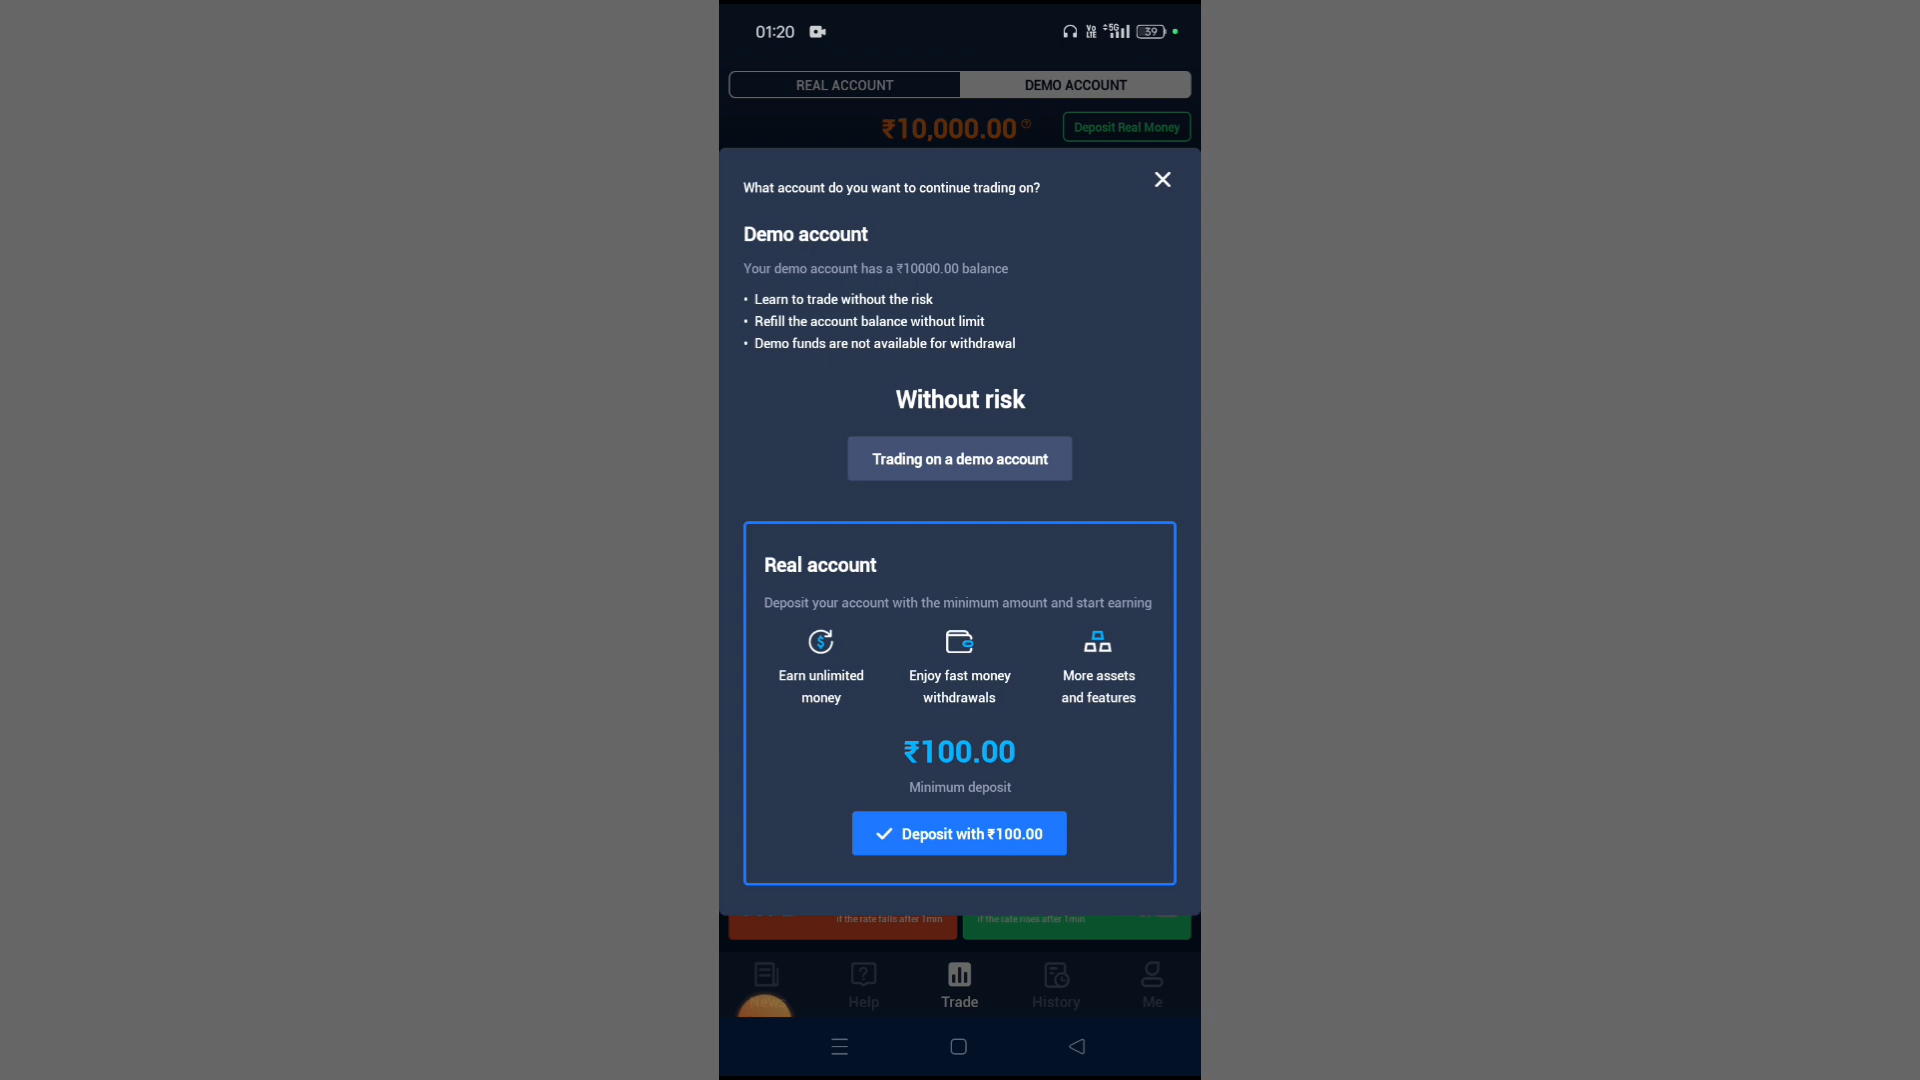 01:20
Vo LTE 5G 39
REAL ACCOUNT
DEMO ACCOUNT
₹10,000.00
Deposit Real Money
What account do you want to continue trading on?
Demo account
Your demo account has a ₹10000.00 balance
• Learn to trade without the risk
• Refill the account balance without limit
• Demo funds are not available for withdrawal
Without risk
Trading on a demo account
Real account
Deposit your account with the minimum amount and start earning
Earn unlimited
money
Enjoy fast money
withdrawals
More assets
and features
₹100.00
Minimum deposit
Deposit with ₹100.00
if the rate falls after 1min
if the rate rises after 1min
News
Help
Trade
History
Me